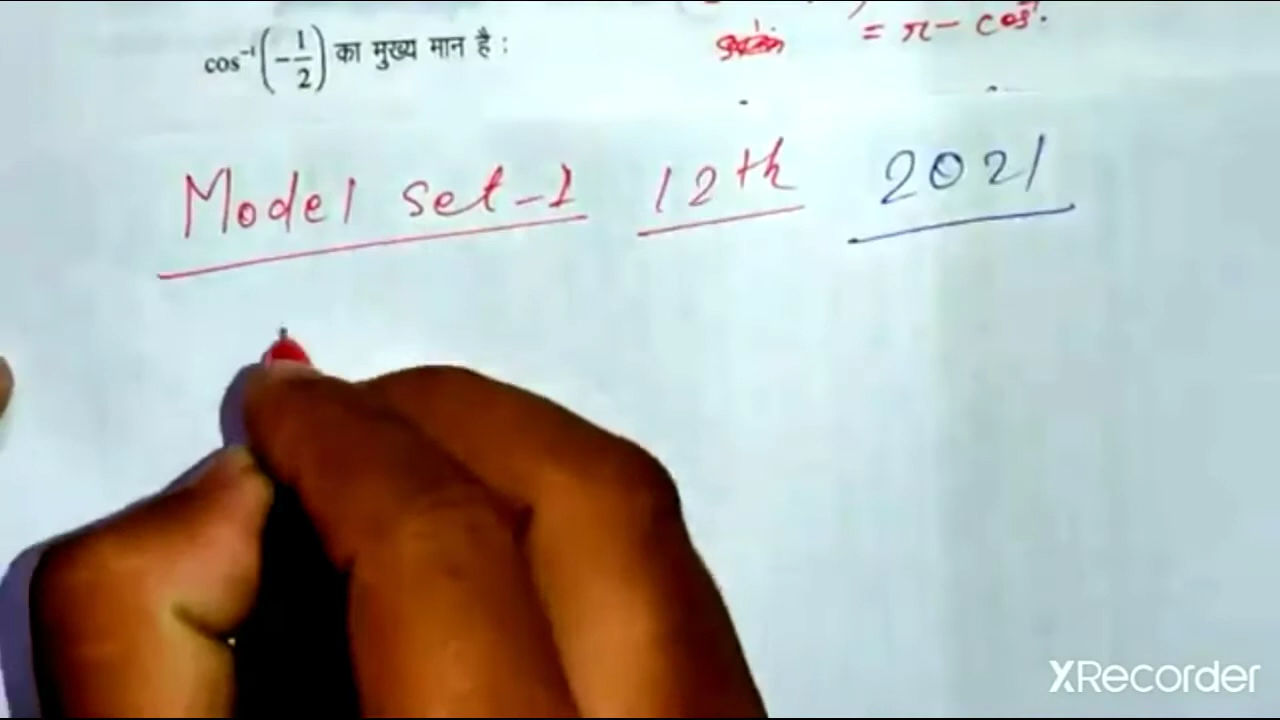 = π - cos⁻¹
cos⁻¹(-1/2) का मुख्य मान है :
Model set-1 12th 2021
XRecorder